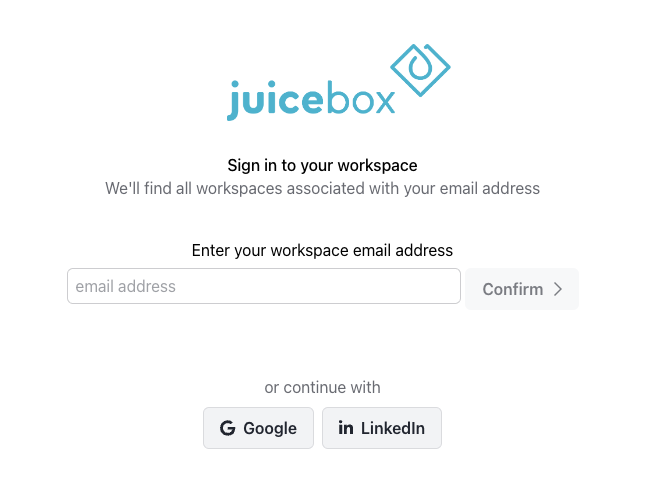 juicebox
Sign in to your workspace
We'll find all workspaces associated with your email address
Enter your workspace email address
email address
Confirm
or continue with
G Google
in LinkedIn